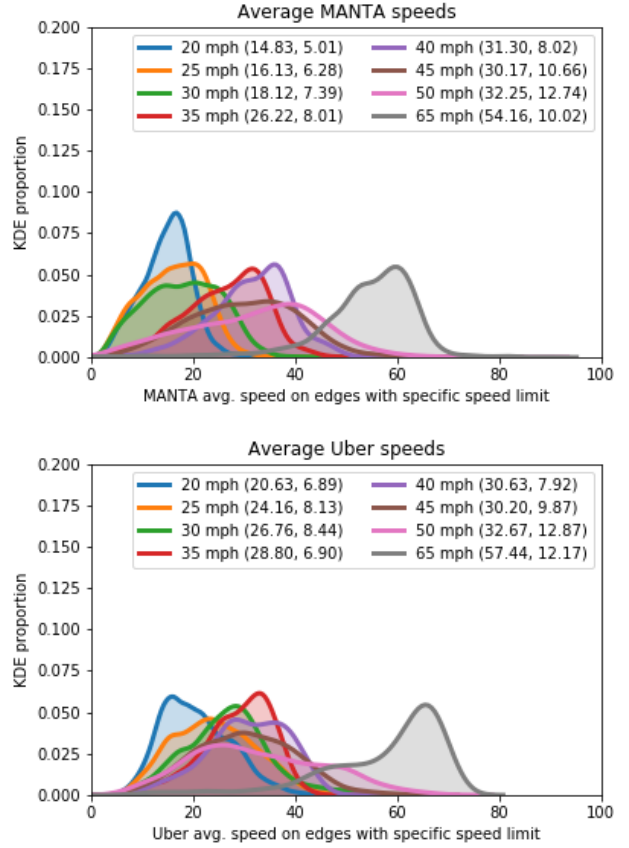 Average MANTA speeds
20 mph (14.83, 5.01)
25 mph (16.13, 6.28)
30 mph (18.12, 7.39)
35 mph (26.22, 8.01)
40 mph (31.30, 8.02)
45 mph (30.17, 10.66)
50 mph (32.25, 12.74)
65 mph (54.16, 10.02)
KDE proportion
0.200
0.175
0.150
0.125
0.100
0.075
0.050
0.025
0.000
0 20 40 60 80 100
MANTA avg. speed on edges with specific speed limit
Average Uber speeds
20 mph (20.63, 6.89)
25 mph (24.16, 8.13)
30 mph (26.76, 8.44)
35 mph (28.80, 6.90)
40 mph (30.63, 7.92)
45 mph (30.20, 9.87)
50 mph (32.67, 12.87)
65 mph (57.44, 12.17)
KDE proportion
0.200
0.175
0.150
0.125
0.100
0.075
0.050
0.025
0.000
0 20 40 60 80 100
Uber avg. speed on edges with specific speed limit